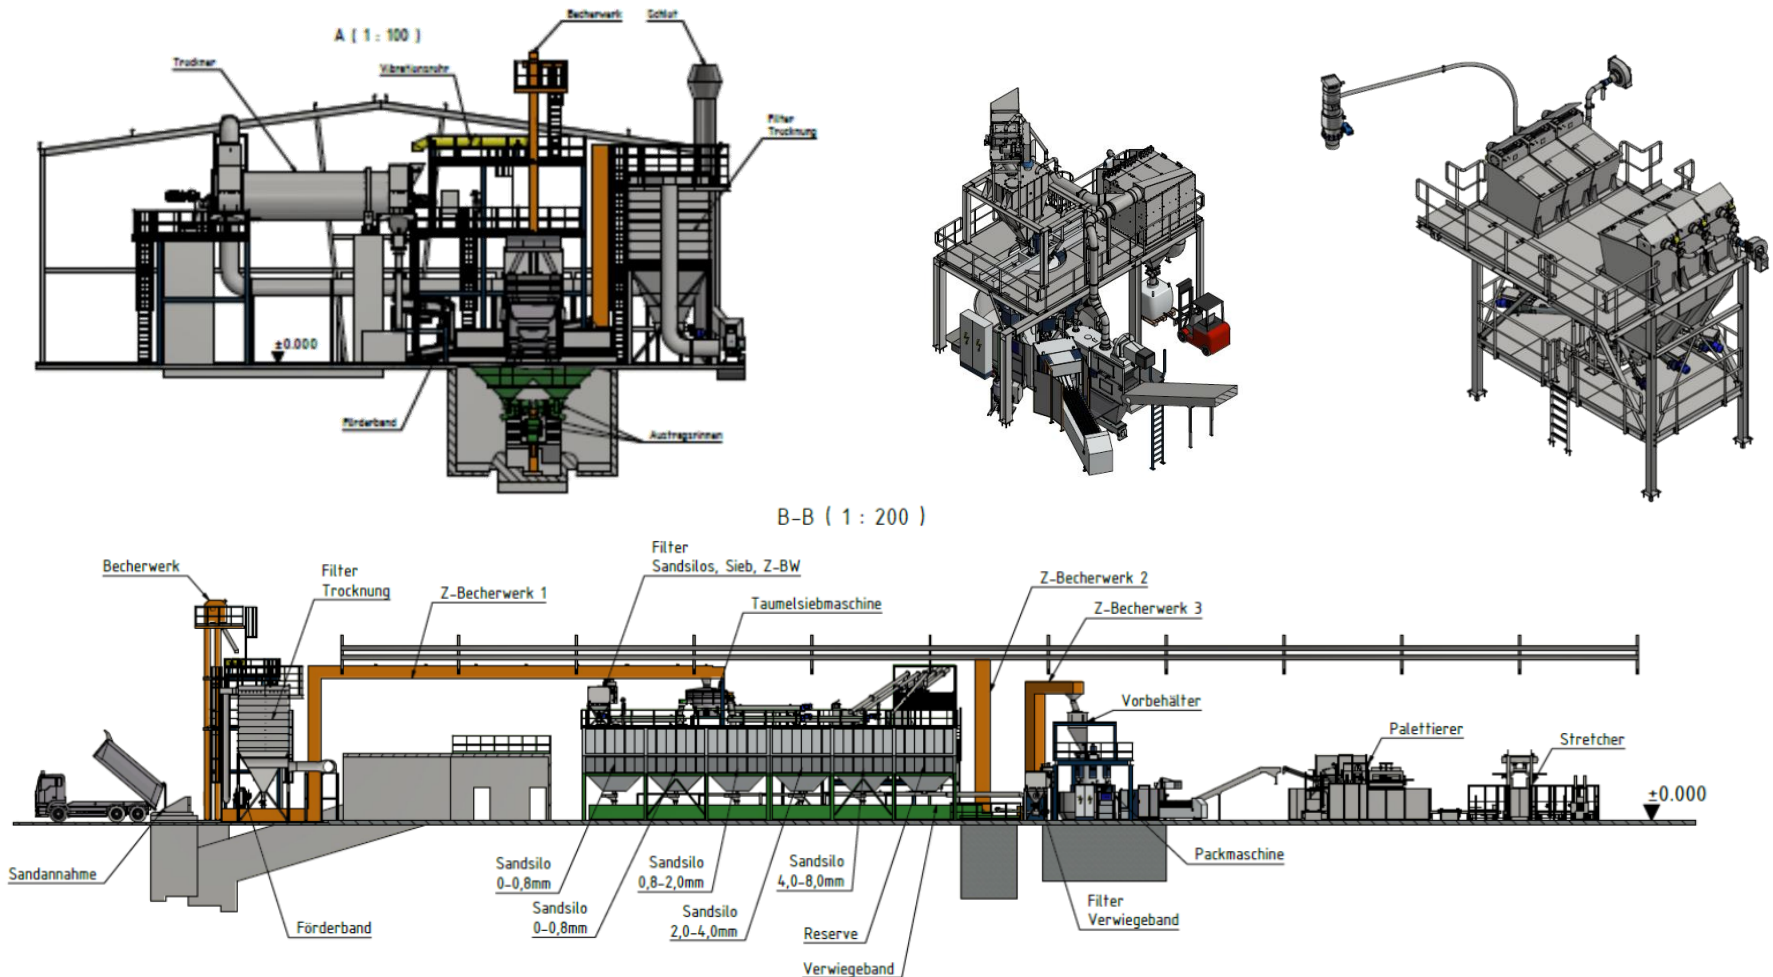 Becherwerk
Schlot
A ( 1 : 100 )
Trockner
Vibrationsrohr
Filter
Trocknung
±0.000
Förderband
Austragsrinnen
B-B ( 1 : 200 )
Becherwerk
Filter
Trocknung
Z-Becherwerk 1
Filter
Sandsilos, Sieb, Z-BW
Taumelsiebmaschine
Z-Becherwerk 2
Z-Becherwerk 3
Vorbehälter
Palettierer
Stretcher
±0.000
Sandannahme
Förderband
Sandsilo
0-0,8mm
Sandsilo
0-0,8mm
Sandsilo
0,8-2,0mm
Sandsilo
2,0-4,0mm
Sandsilo
4,0-8,0mm
Reserve
Verwiegeband
Packmaschine
Filter
Verwiegeband